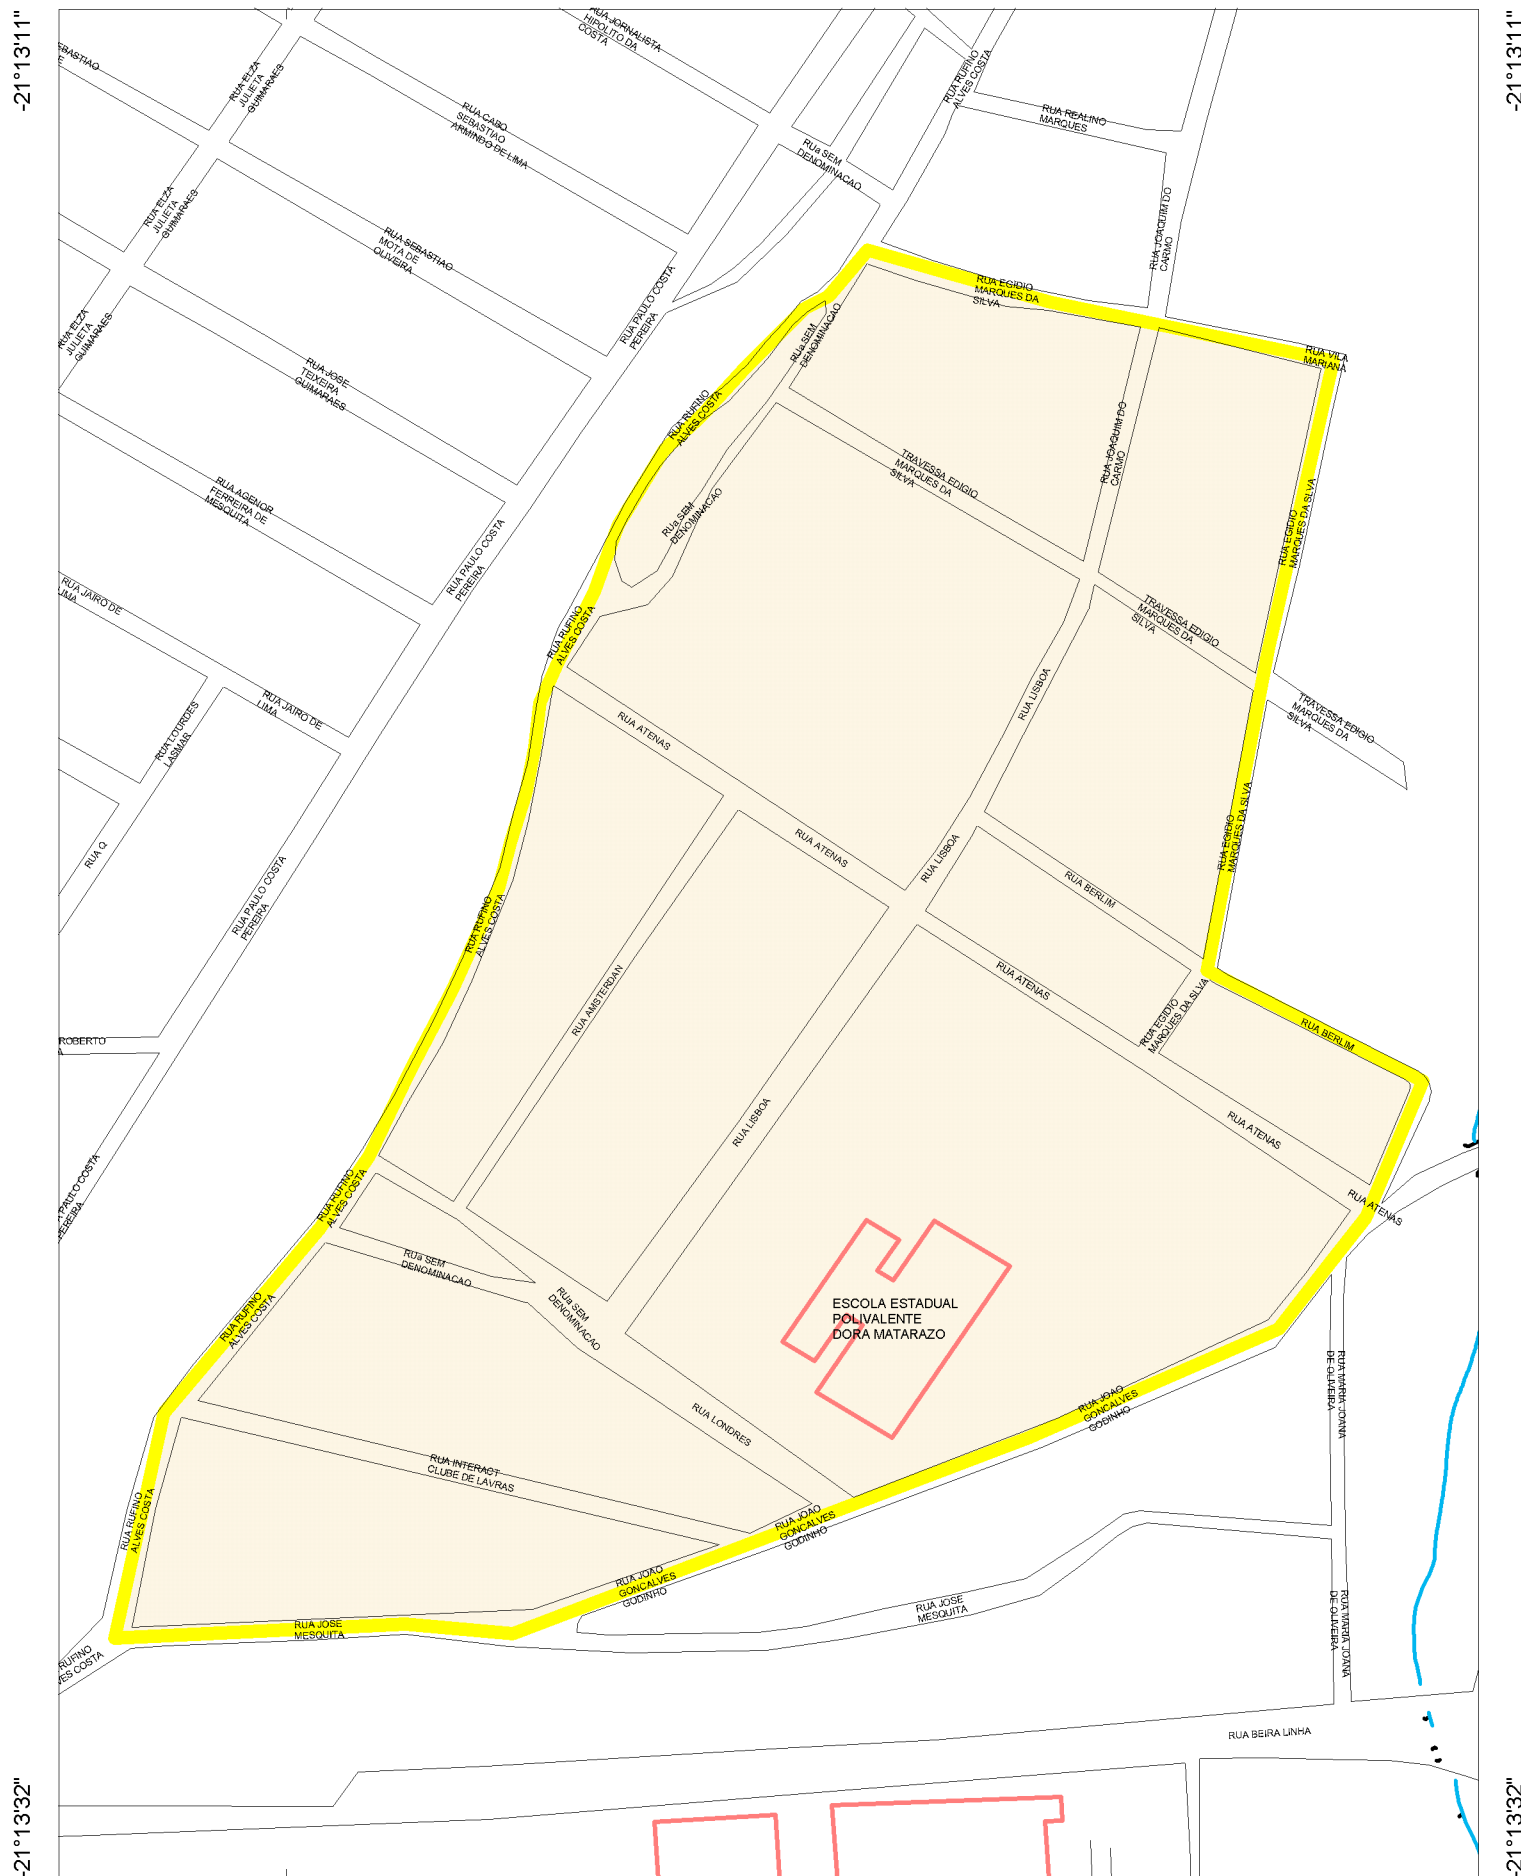 -21°13'11"
-21°13'11"
RUA JORNALISTA
HIPOLITO DA
COSTA
EBASTIAO
E
RUA ELZA
JULIETA
GUIMARAES
RUA RUFINO
ALVES COSTA
RUA CABO
SEBASTIAO
ARMINDO DE LIMA
RUA REALINO
MARQUES
RUa SEM
DENOMINACAO
RUA ELZA
JULIETA
GUIMARAES
RUA SEBASTIAO
MOTA DE
OLIVEIRA
RUA JOAQUIM DO
CARMO
RUA PAULO COSTA
PEREIRA
RUA EGIDIO
MARQUES DA
SILVA
RUA ELZA
JULIETA
GUIMARAES
RUa SEM
DENOMINACAO
RUA VILA
MARIANA
RUA JOSE
TEIXEIRA
GUIMARAES
RUA RUFINO
ALVES COSTA
RUA JOAQUIM DO
CARMO
TRAVESSA EDIGIO
MARQUES DA
SILVA
RUA AGENOR
FERREIRA DE
MESQUITA
RUa SEM
DENOMINACAO
RUA EGIDIO
MARQUES DA SLVA
RUA PAULO COSTA
PEREIRA
RUA JAIRO DE
LIMA
RUA RUFINO
ALVES COSTA
TRAVESSA EDIGIO
MARQUES DA
SILVA
RUA LISBOA
RUA JAIRO DE
LIMA
RUA LOURDES
LASMAR
RUA ATENAS
TRAVESSA EDIGIO
MARQUES DA
SILVA
RUA EGIDIO
MARQUES DA SLVA
RUA ATENAS
RUA LISBOA
RUA Q
RUA BERLIM
RUA PAULO COSTA
PEREIRA
RUA RUFINO
ALVES COSTA
RUA AMSTERDAN
RUA ATENAS
RUA EGIDIO
MARQUES DA SLVA
RUA BERLIM
ROBERTO
A
RUA LISBOA
RUA ATENAS
A PAULO COSTA
PEREIRA
RUA RUFINO
ALVES COSTA
RUA ATENAS
RUa SEM
DENOMINACAO
RUa SEM
DENOMINACAO
ESCOLA ESTADUAL
POLIVALENTE
DORA MATARAZO
RUA RUFINO
ALVES COSTA
RUA MARIA JOANA
DE OLIVEIRA
RUA JOAO
GONCALVES
GODINHO
RUA LONDRES
RUA INTERACT
CLUBE DE LAVRAS
RUA RUFINO
ALVES COSTA
RUA JOAO
GONCALVES
GODINHO
RUA JOAO
GONCALVES
GODINHO
RUA JOSE
MESQUITA
RUA MARIA JOANA
DE OLIVEIRA
RUA JOSE
MESQUITA
RUFINO
VES COSTA
RUA BEIRA LINHA
-21°13'32"
-21°13'32"